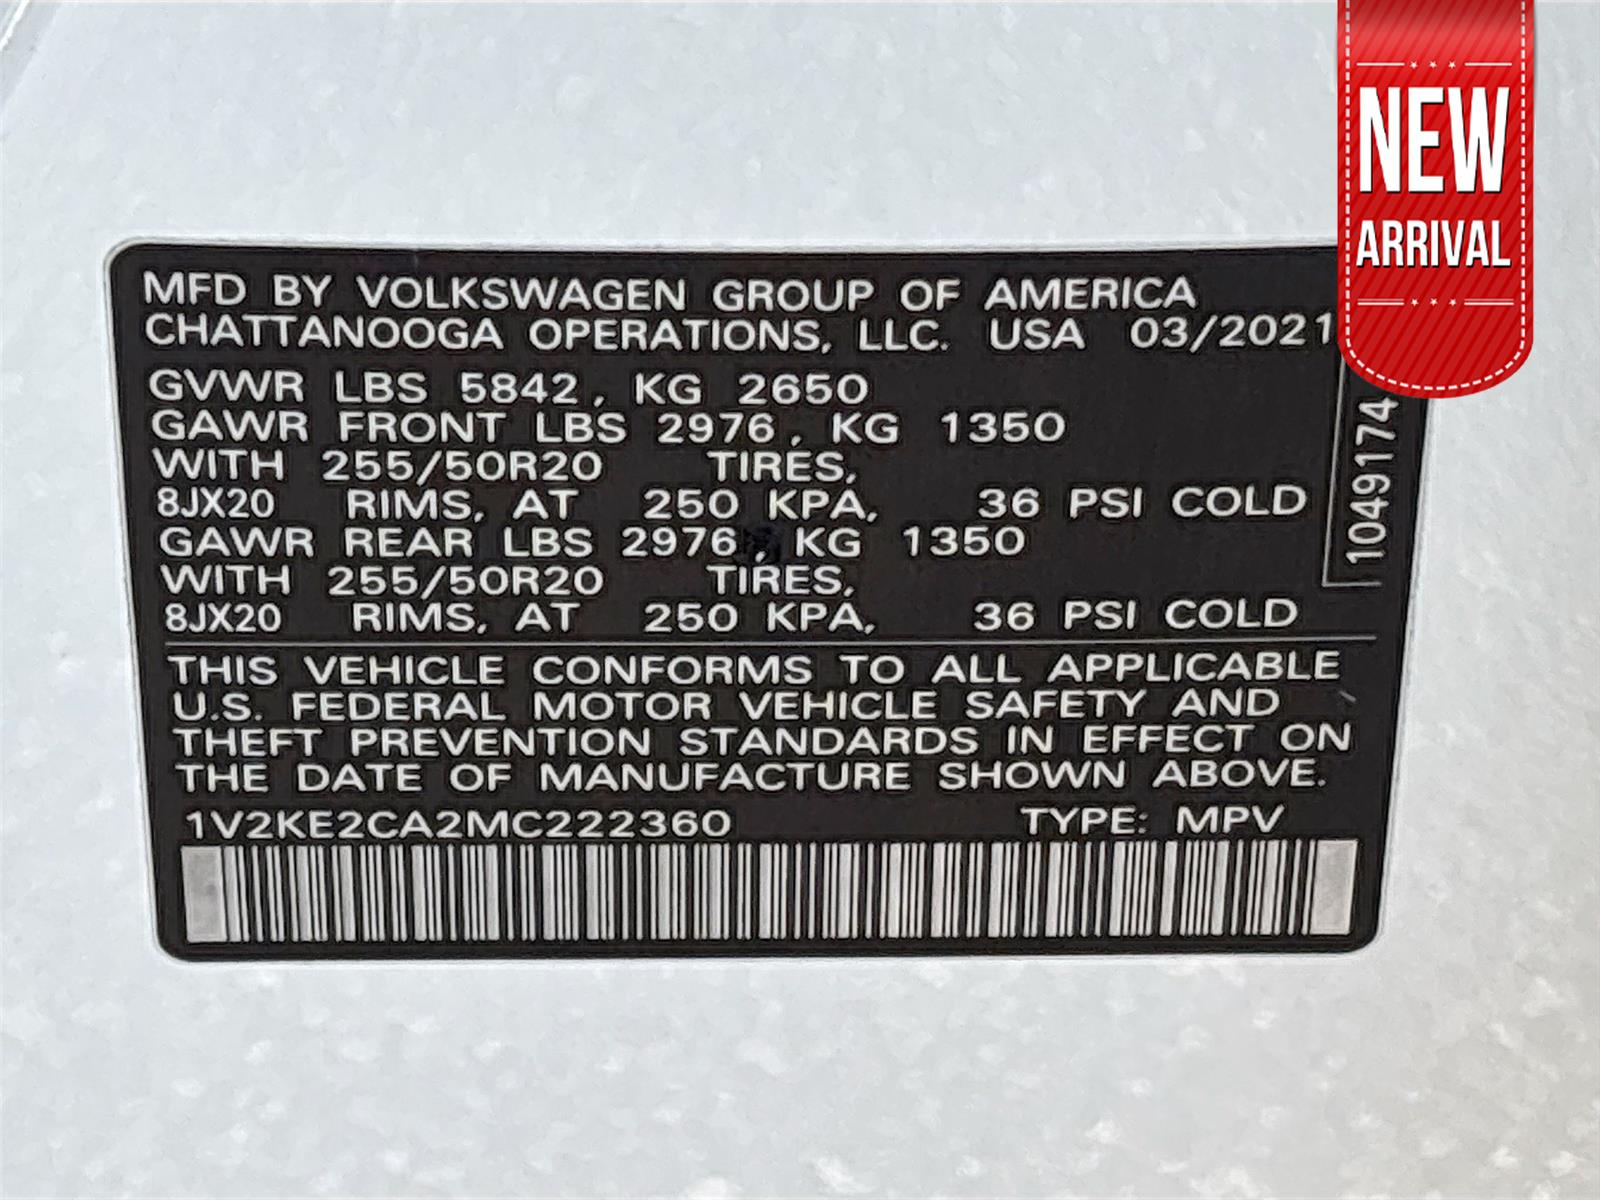 NEW
ARRIVAL
MFD BY VOLKSWAGEN GROUP OF AMERICA
CHATTANOOGA OPERATIONS, LLC. USA 03/2021
GVWR LBS 5842, KG 2650
GAWR FRONT LBS 2976, KG 1350
WITH 255/50R20 TIRES,
8JX20 RIMS, AT 250 KPA, 36 PSI COLD
GAWR REAR LBS 2976, KG 1350
WITH 255/50R20 TIRES,
8JX20 RIMS, AT 250 KPA, 36 PSI COLD
1049174
THIS VEHICLE CONFORMS TO ALL APPLICABLE
U.S. FEDERAL MOTOR VEHICLE SAFETY AND
THEFT PREVENTION STANDARDS IN EFFECT ON
THE DATE OF MANUFACTURE SHOWN ABOVE.
1V2KE2CA2MC222360 TYPE: MPV